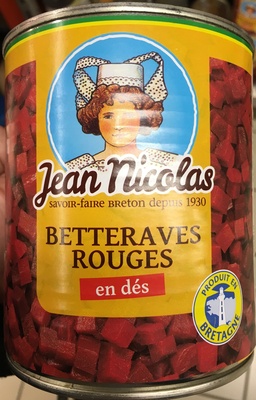 Jean Nicolas
SAVOIR-FAIRE BRETON DEPUIS 1930
BETTERAVES
ROUGES
en dés
PRODUIT EN
BRETAGNE